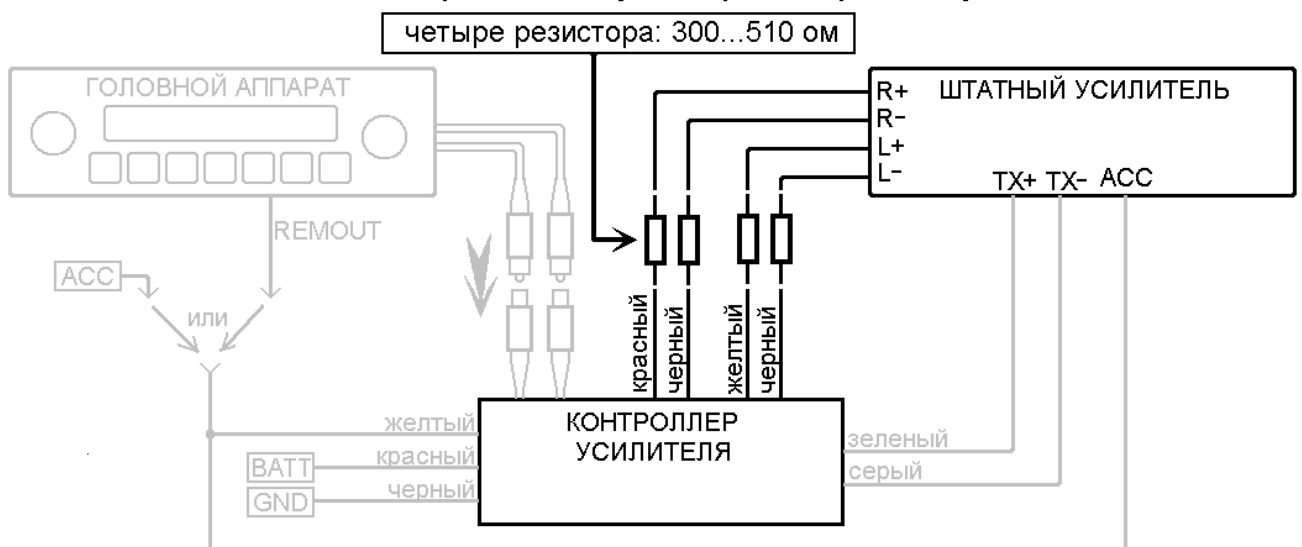 четыре резистора: 300...510 ом
ГОЛОВНОЙ АППАРАТ
ШТАТНЫЙ УСИЛИТЕЛЬ
R+
R-
L+
L-
TX+ TX- ACC
REMOUT
ACC
или
красный
черный
желтый
черный
КОНТРОЛЛЕР
УСИЛИТЕЛЯ
желтый
красный
черный
BATT
GND
зеленый
серый